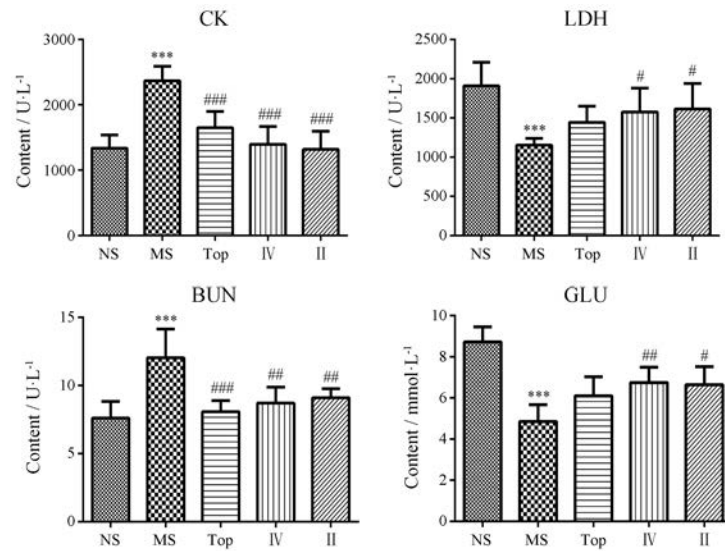 CK
Content / U·L⁻¹
3000
2000
1000
0
***
###
###
###
NS MS Top Ⅳ Ⅱ
LDH
Content / U·L⁻¹
2500
2000
1500
1000
500
0
***
#
#
NS MS Top Ⅳ Ⅱ
BUN
Content / U·L⁻¹
15
10
5
0
***
###
##
##
NS MS Top Ⅳ Ⅱ
GLU
Content / mmol·L⁻¹
10
8
6
4
2
0
***
##
#
NS MS Top Ⅳ Ⅱ